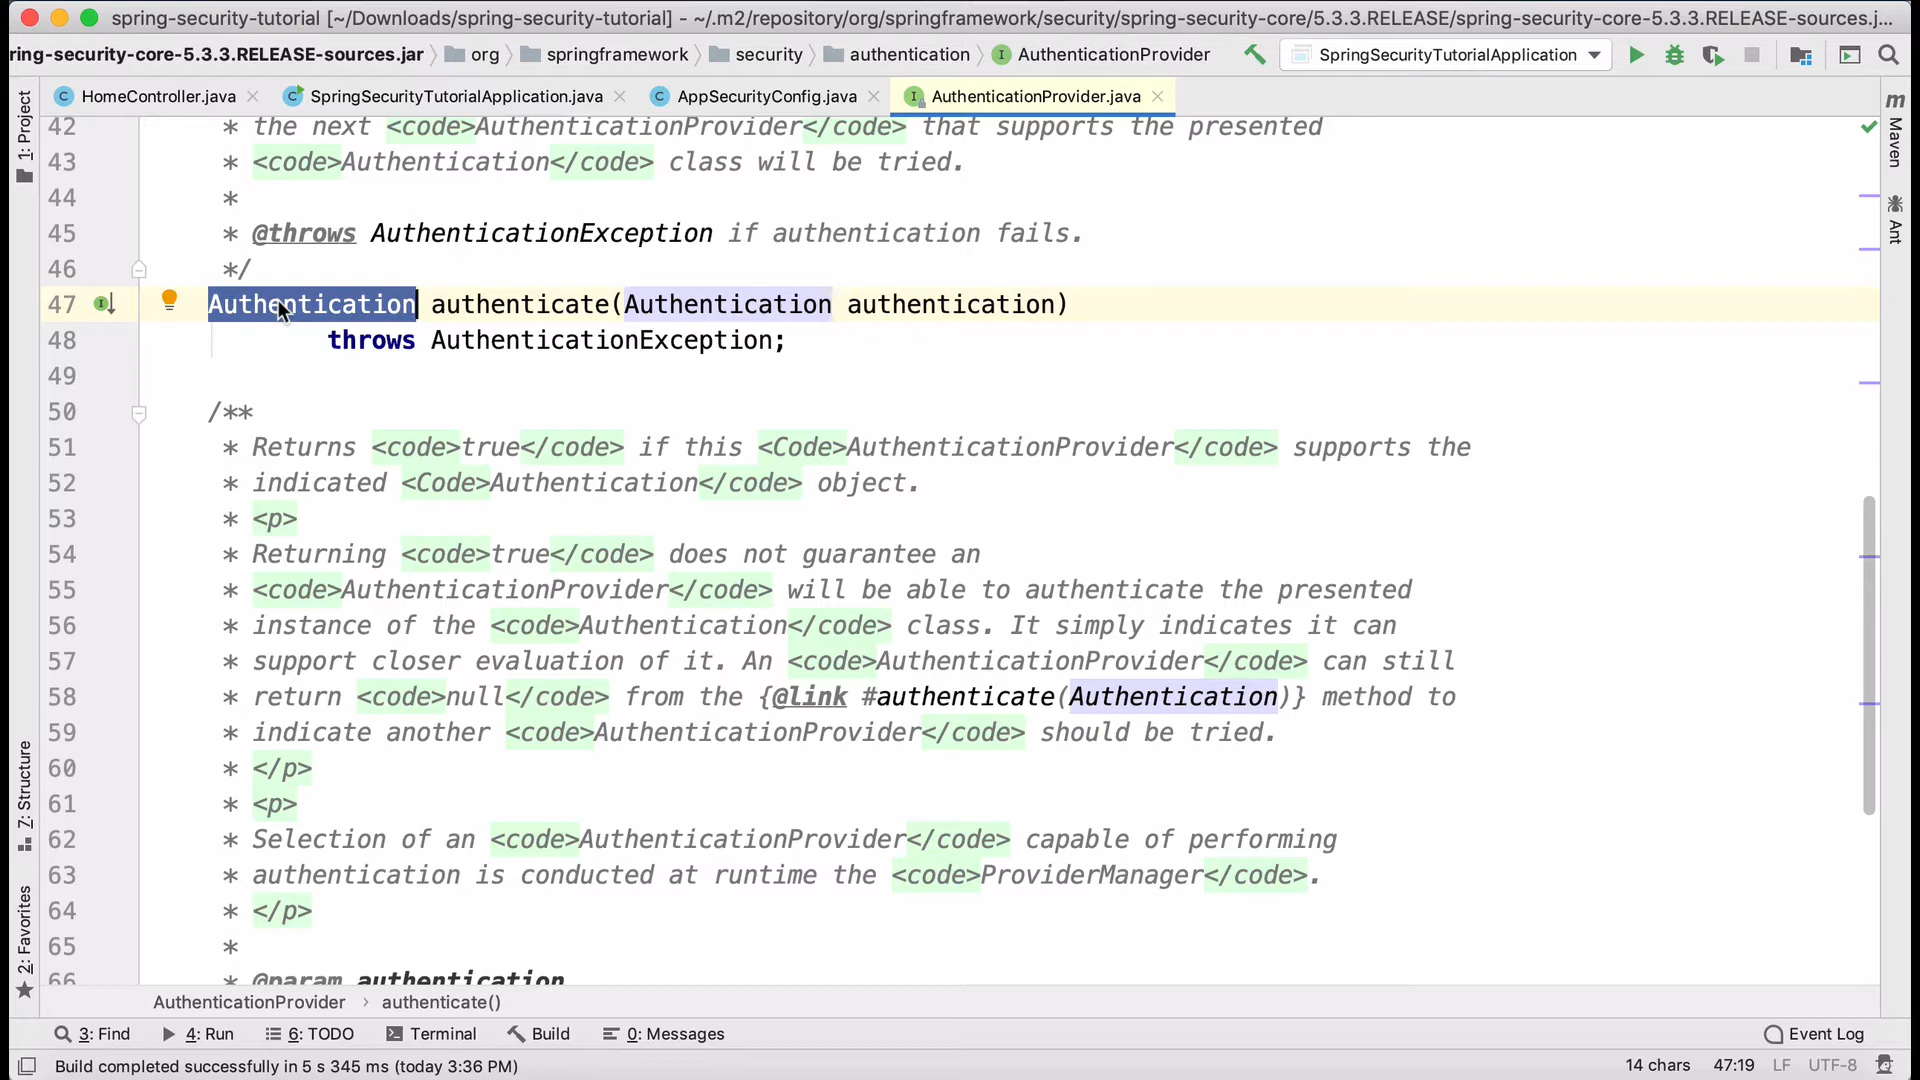 spring-security-tutorial [~/Downloads/spring-security-tutorial] - ~/.m2/repository/org/springframework/security/spring-security-core/5.3.3.RELEASE/spring-security-core-5.3.3.RELEASE-sources.j...
ring-security-core-5.3.3.RELEASE-sources.jar org springframework security authentication I AuthenticationProvider SpringSecurityTutorialApplication
C HomeController.java C SpringSecurityTutorialApplication.java C AppSecurityConfig.java I AuthenticationProvider.java
1: Project
Z: Structure
2: Favorites
m Maven
Ant
42 * the next <code>AuthenticationProvider</code> that supports the presented
43 * <code>Authentication</code> class will be tried.
44 *
45 * @throws AuthenticationException if authentication fails.
46 */
47 Authentication authenticate(Authentication authentication)
48 throws AuthenticationException;
49
50 /**
51 * Returns <code>true</code> if this <Code>AuthenticationProvider</code> supports the
52 * indicated <Code>Authentication</code> object.
53 * <p>
54 * Returning <code>true</code> does not guarantee an
55 * <code>AuthenticationProvider</code> will be able to authenticate the presented
56 * instance of the <code>Authentication</code> class. It simply indicates it can
57 * support closer evaluation of it. An <code>AuthenticationProvider</code> can still
58 * return <code>null</code> from the {@link #authenticate(Authentication)} method to
59 * indicate another <code>AuthenticationProvider</code> should be tried.
60 * </p>
61 * <p>
62 * Selection of an <code>AuthenticationProvider</code> capable of performing
63 * authentication is conducted at runtime the <code>ProviderManager</code>.
64 * </p>
65 *
66 * @param authentication
AuthenticationProvider › authenticate()
3: Find 4: Run 6: TODO Terminal Build 0: Messages Event Log
Build completed successfully in 5 s 345 ms (today 3:36 PM) 14 chars 47:19 LF UTF-8